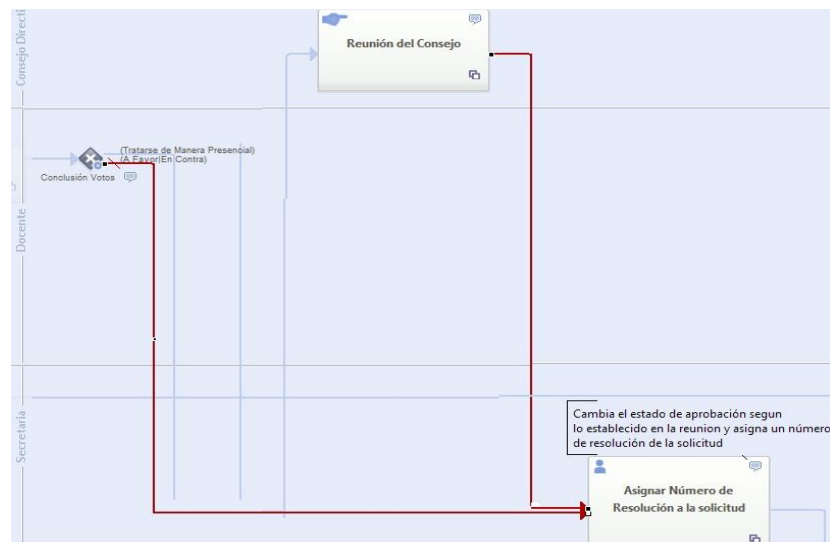 Consejo Directi
Reunión del Consejo
(Tratarse de Manera Presencial)
(A Favor|En Contra)
Conclusión Votos
Docente
Secretaria
Cambia el estado de aprobación segun
lo establecido en la reunion y asigna un número
de resolución de la solicitud
Asignar Número de
Resolución a la solicitud